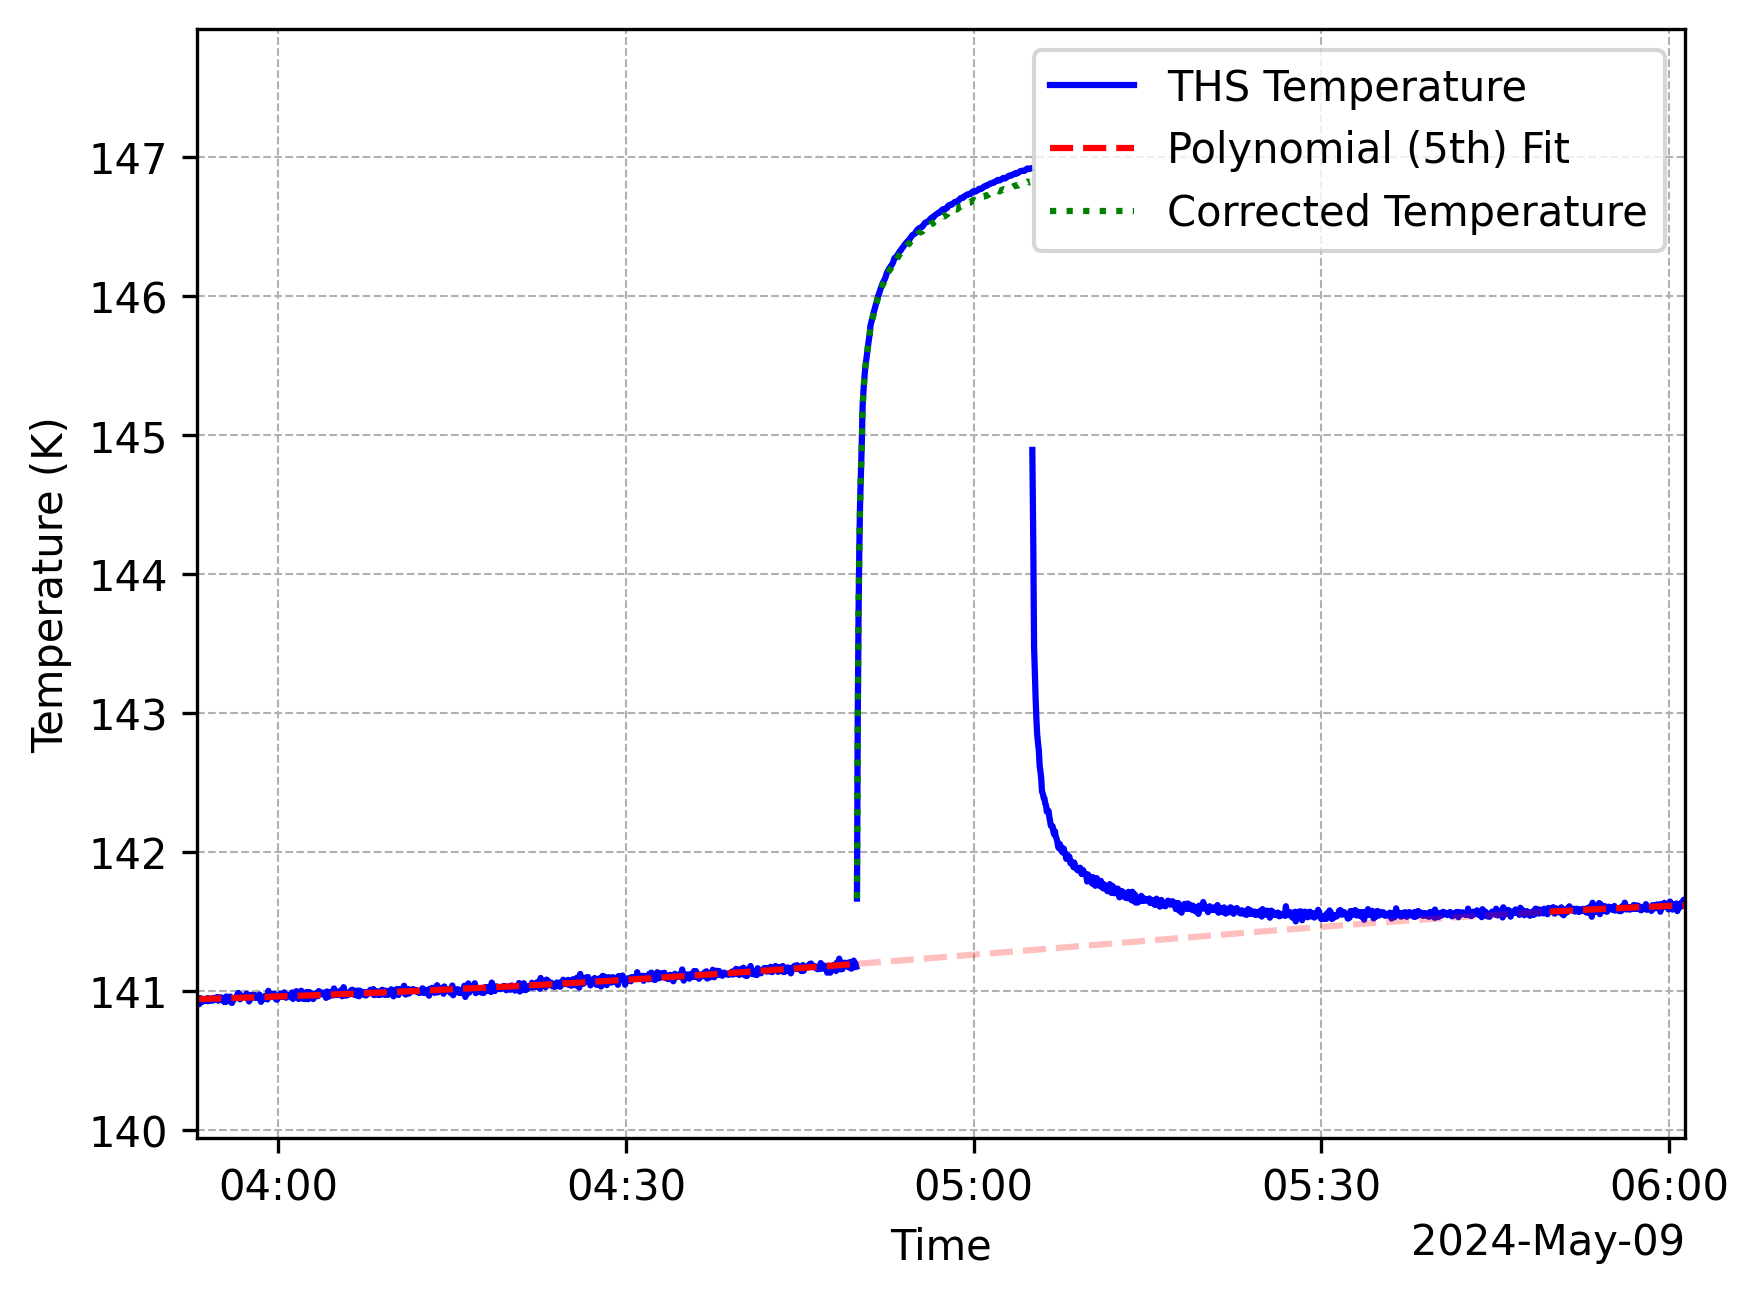 THS Temperature
Polynomial (5th) Fit
Corrected Temperature
147
146
145
144
143
142
141
140
Temperature (K)
04:00 04:30 05:00 05:30 06:00
Time
2024-May-09